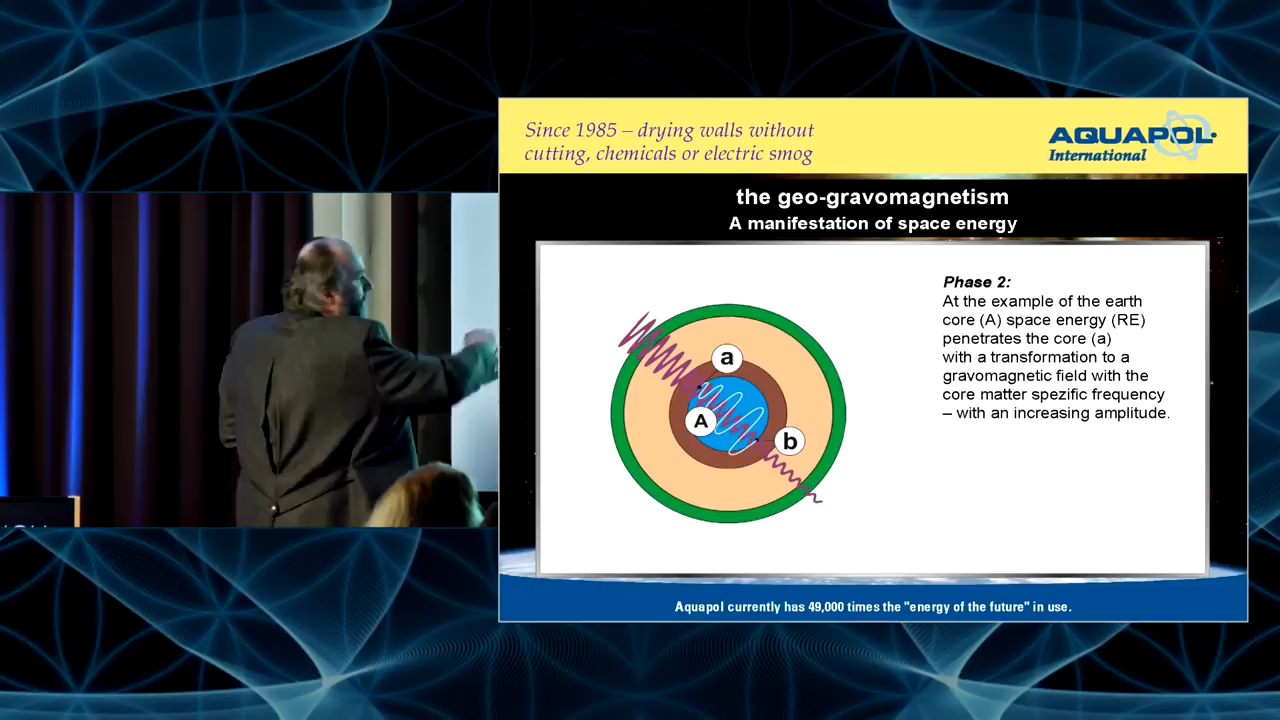 Since 1985 – drying walls without
cutting, chemicals or electric smog
AQUAPOL
International
the geo-gravomagnetism
A manifestation of space energy
Phase 2:
At the example of the earth
core (A) space energy (RE)
penetrates the core (a)
with a transformation to a
gravomagnetic field with the
core matter spezific frequency
– with an increasing amplitude.
a
A
b
Aquapol currently has 49,000 times the "energy of the future" in use.